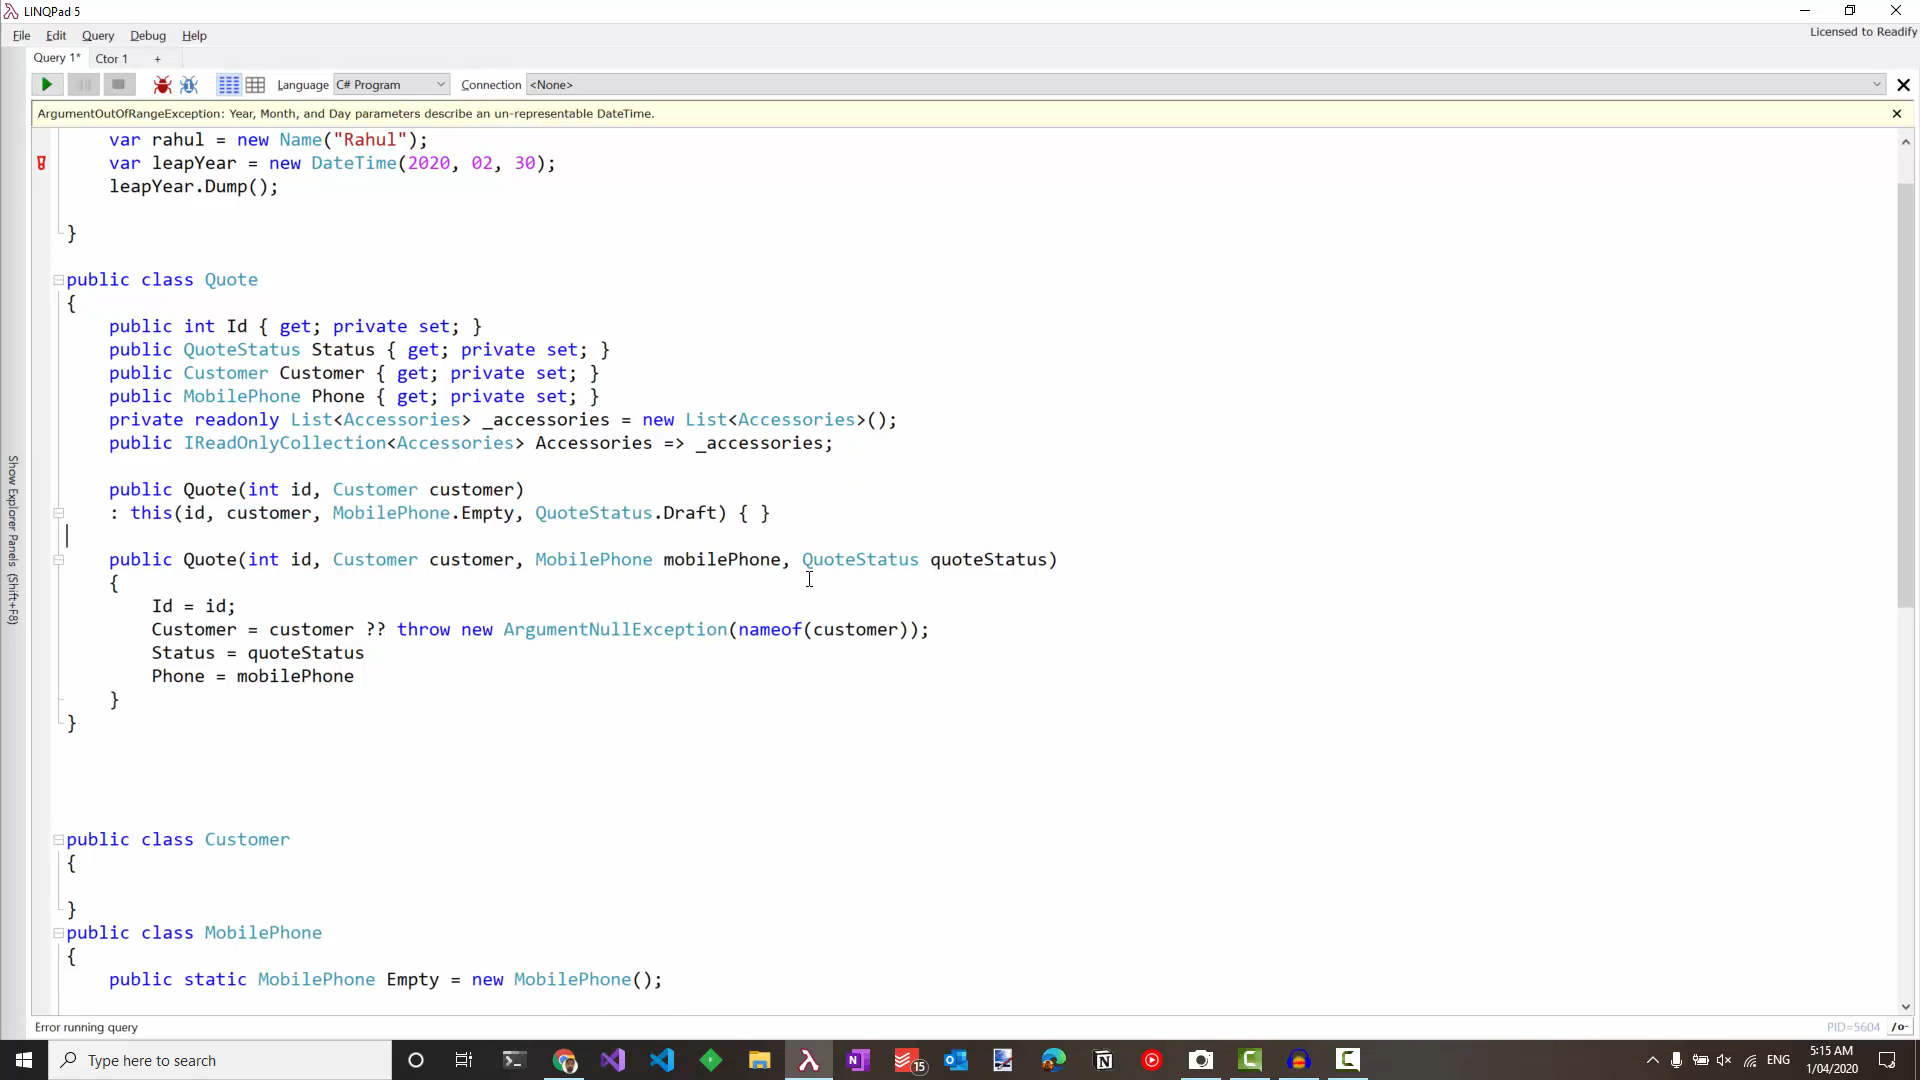 LINQPad 5
File Edit Query Debug Help
Licensed to Readify
Query 1* Ctor 1 +
Language C# Program Connection <None>
ArgumentOutOfRangeException: Year, Month, and Day parameters describe an un-representable DateTime.
var rahul = new Name("Rahul");
var leapYear = new DateTime(2020, 02, 30);
leapYear.Dump();
}
public class Quote
{
public int Id { get; private set; }
public QuoteStatus Status { get; private set; }
public Customer Customer { get; private set; }
public MobilePhone Phone { get; private set; }
private readonly List<Accessories> _accessories = new List<Accessories>();
public IReadOnlyCollection<Accessories> Accessories => _accessories;
public Quote(int id, Customer customer)
: this(id, customer, MobilePhone.Empty, QuoteStatus.Draft) { }
public Quote(int id, Customer customer, MobilePhone mobilePhone, QuoteStatus quoteStatus)
{
Id = id;
Customer = customer ?? throw new ArgumentNullException(nameof(customer));
Status = quoteStatus
Phone = mobilePhone
}
}
public class Customer
{
}
public class MobilePhone
{
public static MobilePhone Empty = new MobilePhone();
Show Explorer Panels (Shift+F8)
Error running query
PID=5604 /o-
Type here to search
15
ENG
5:15 AM
1/04/2020